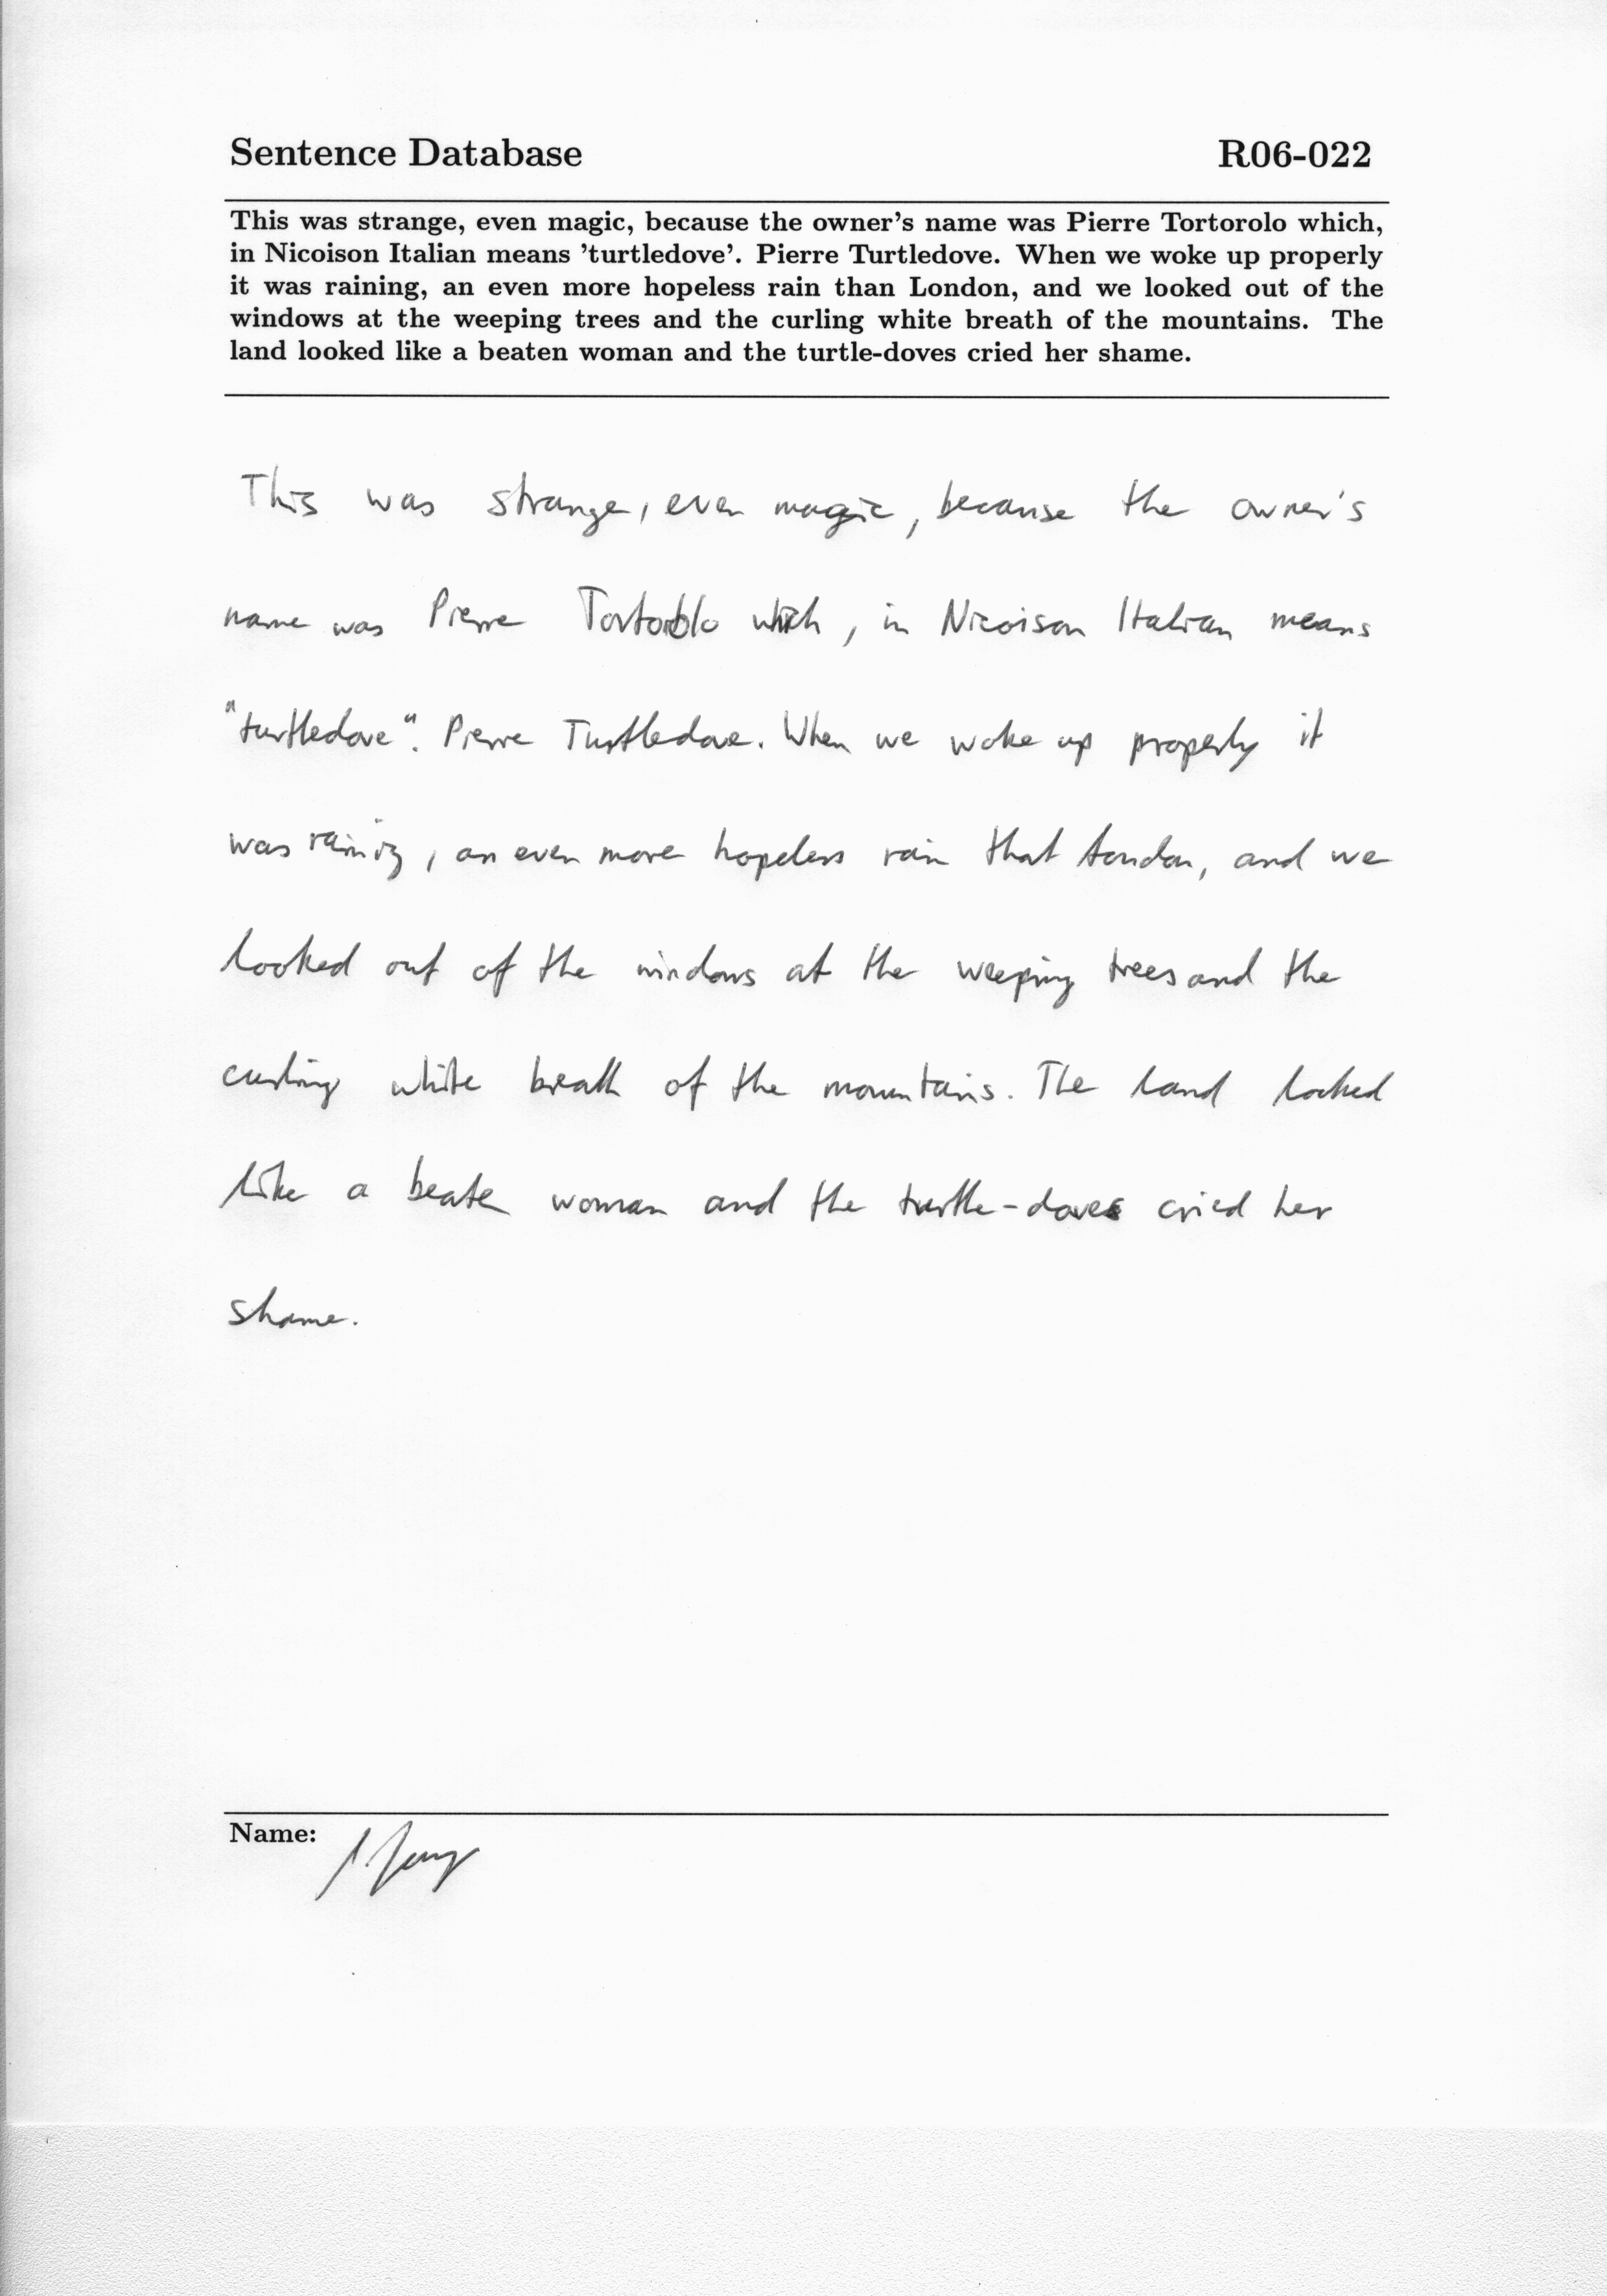 Sentence Database R06-022
This was strange, even magic, because the owner's name was Pierre Tortorolo which,
in Nicoison Italian means 'turtledove'. Pierre Turtledove. When we woke up properly
it was raining, an even more hopeless rain than London, and we looked out of the
windows at the weeping trees and the curling white breath of the mountains. The
land looked like a beaten woman and the turtle-doves cried her shame.
This was strange, even magic, because the owner's
name was Pierre Tortorolo which, in Nicoison Italian means
"turtledove". Pierre Turtledove. When we woke up properly it
was raining, an even more hopeless rain that London, and we
looked out of the windows at the weeping trees and the
curling white breath of the mountains. The land looked
like a beaten woman and the turtle-doves cried her
shame.
Name: